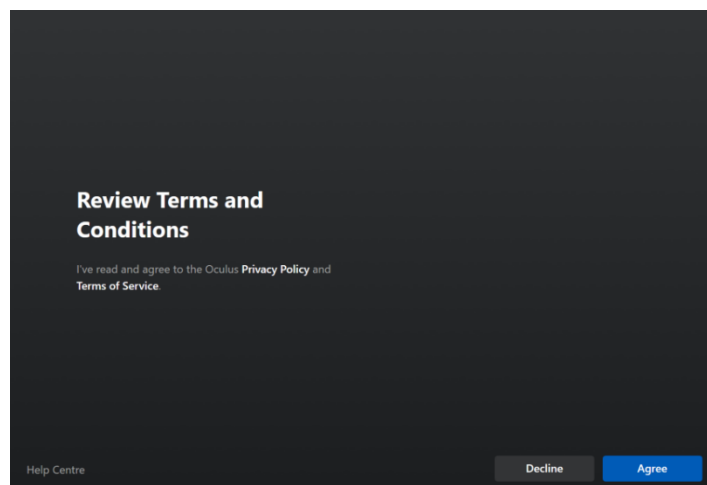 Review Terms and
Conditions
I've read and agree to the Oculus Privacy Policy and
Terms of Service.
Help Centre
Decline
Agree